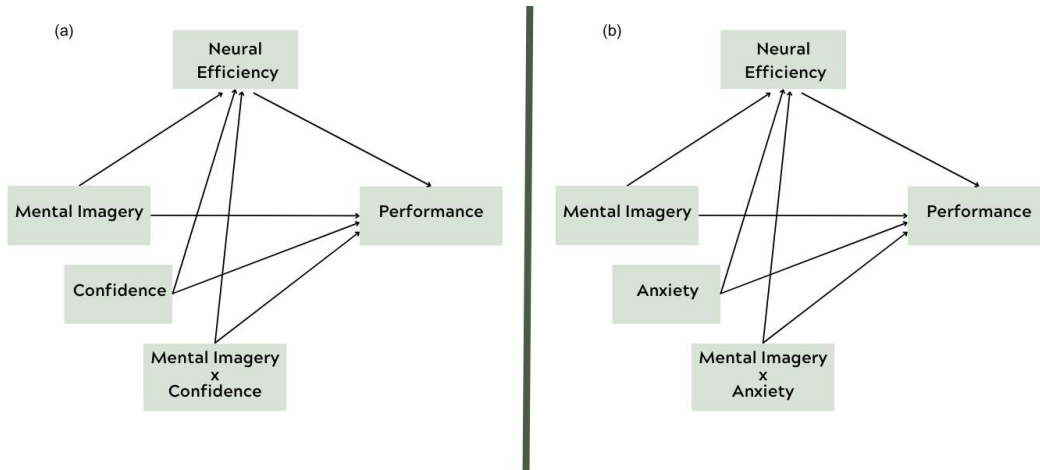 (a)
Neural
Efficiency
Mental Imagery
Performance
Confidence
Mental Imagery
x
Confidence
(b)
Neural
Efficiency
Mental Imagery
Performance
Anxiety
Mental Imagery
x
Anxiety